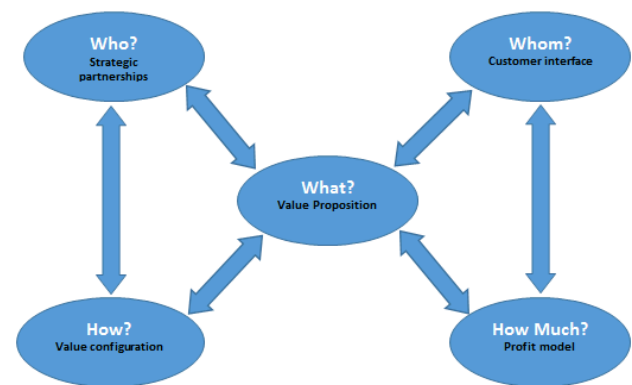 Who?
Strategic
partnerships
Whom?
Customer interface
What?
Value Proposition
How?
Value configuration
How Much?
Profit model